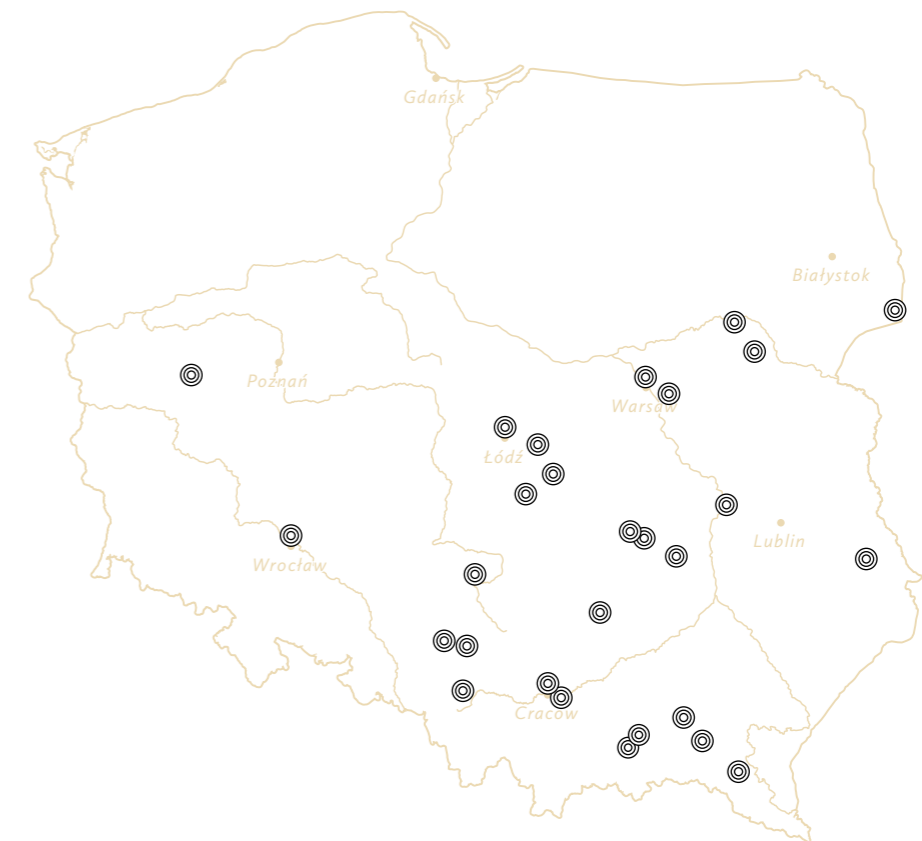 Gdańsk
Białystok
Poznań
Warsaw
Łódź
Lublin
Wrocław
Cracow